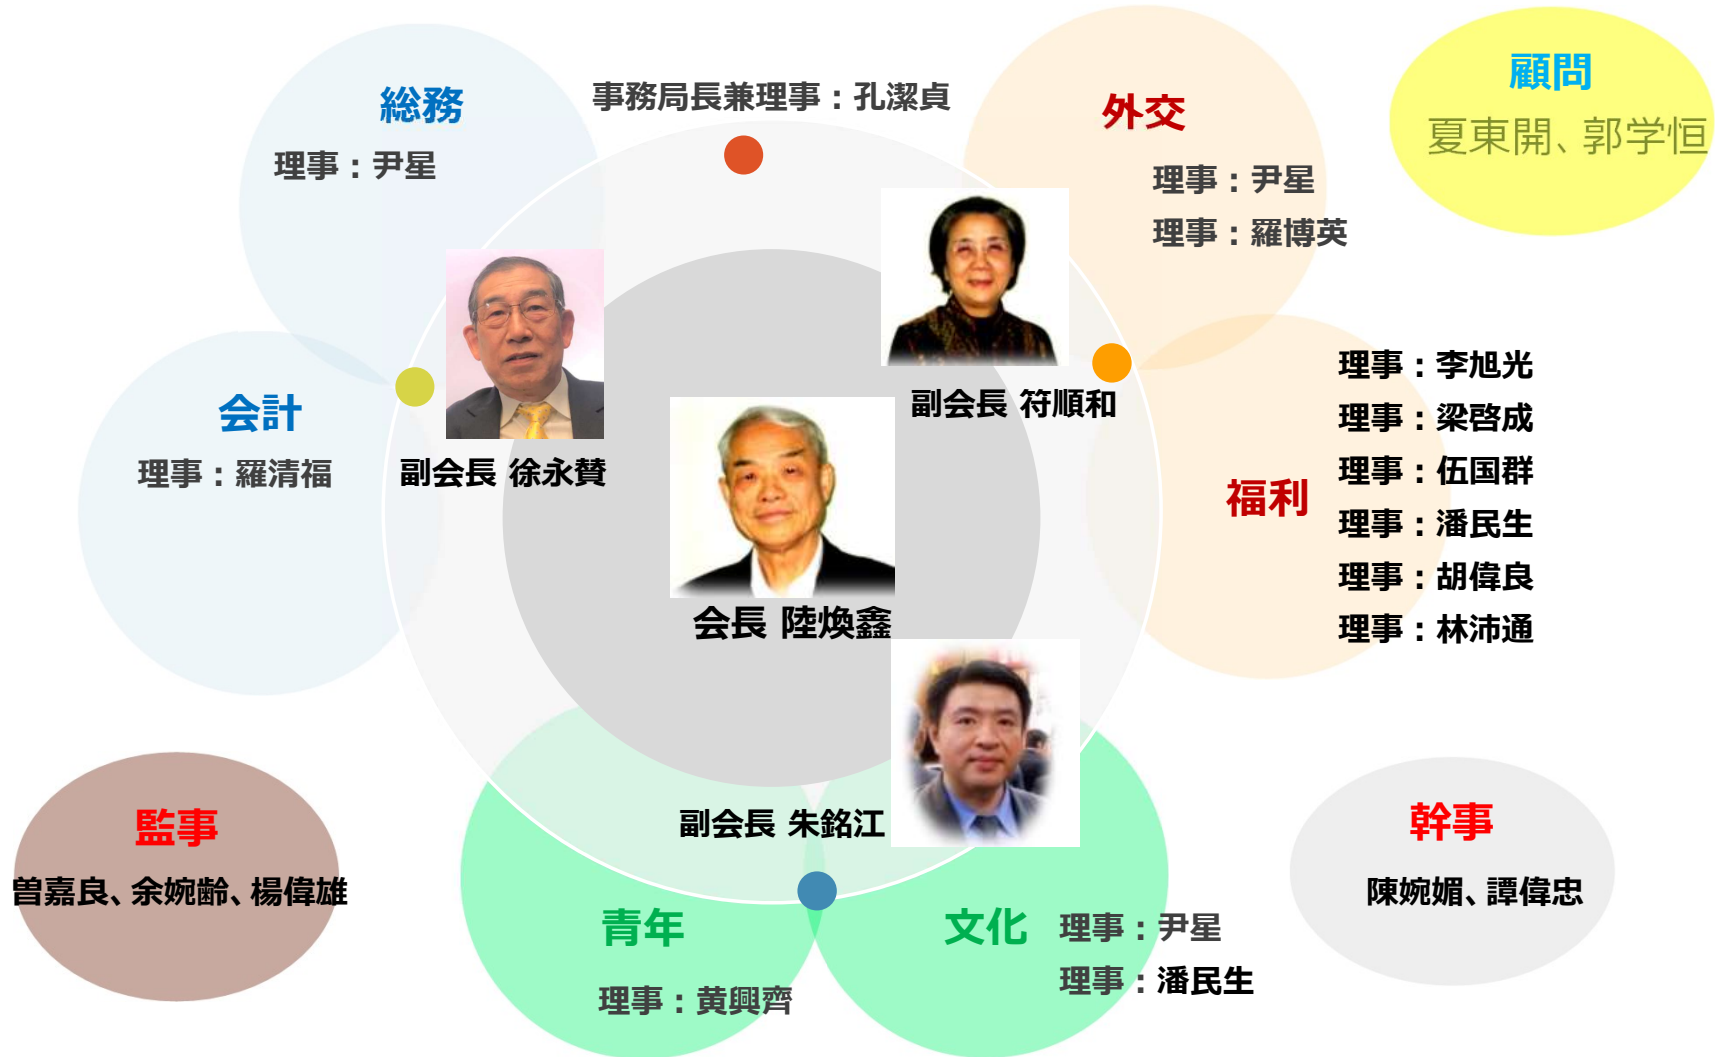 総務
理事：尹星
事務局長兼理事：孔潔貞
外交
理事：尹星
理事：羅博英
顧問
夏東開、郭学恒
会計
理事：羅清福
副会長 徐永賛
副会長 符順和
会長 陸煥鑫
福利
理事：李旭光
理事：梁啓成
理事：伍国群
理事：潘民生
理事：胡偉良
理事：林沛通
監事
曽嘉良、余婉齢、楊偉雄
副会長 朱銘江
青年
理事：黄興齊
文化
理事：尹星
理事：潘民生
幹事
陳婉媚、譚偉忠